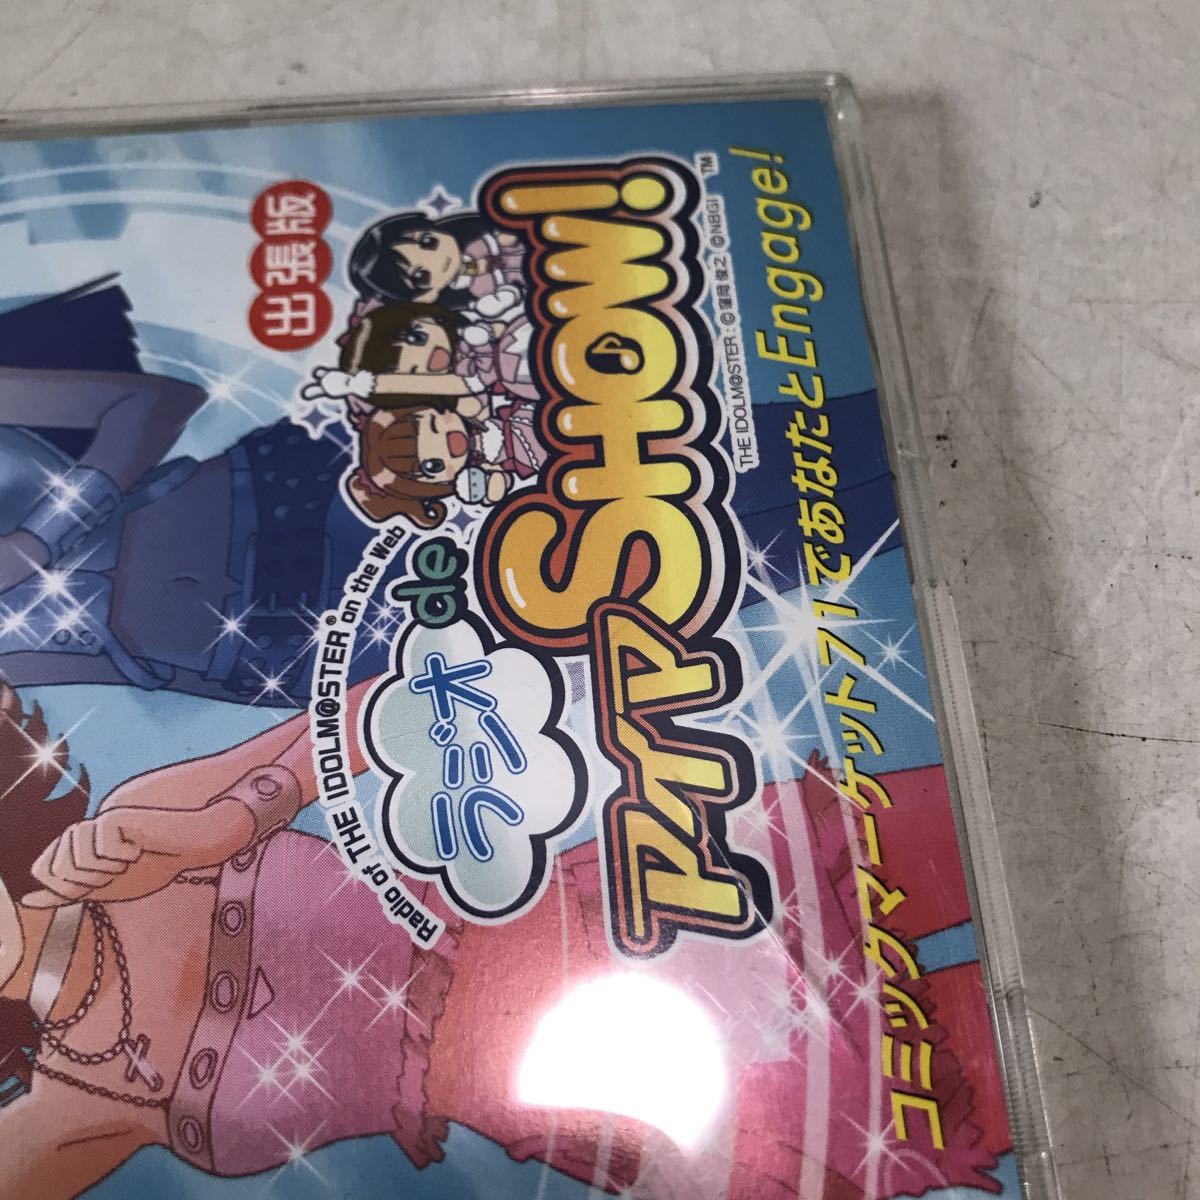 出張版
Radio of THE IDOLM@STER® on the Web
ラジオ de
アイマSHOW!
TM
THE IDOLM@STER:©窪岡俊之 ©NBGI
コミックマーケット71であなたとEngage!